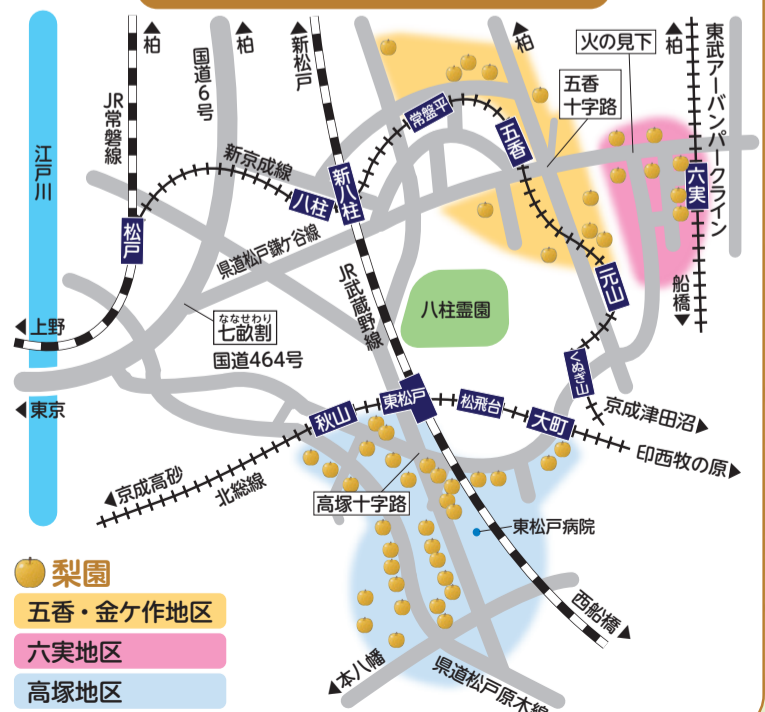 柏
柏
新松戸
柏
火の見下
柏
東武アーバンパークライン
国道6号
JR常磐線
五香
十字路
常盤平
五香
江戸川
新京成線
新八柱
八柱
六実
松戸
県道松戸鎌ケ谷線
JR武蔵野線
元山
船橋
八柱霊園
上野
ななせわり
七畝割
国道464号
くぬぎ山
東京
秋山
東松戸
松飛台
大町
京成津田沼
印西牧の原
京成高砂
北総線
高塚十字路
東松戸病院
梨園
五香・金ケ作地区
六実地区
高塚地区
西船橋
本八幡
県道松戸原木線